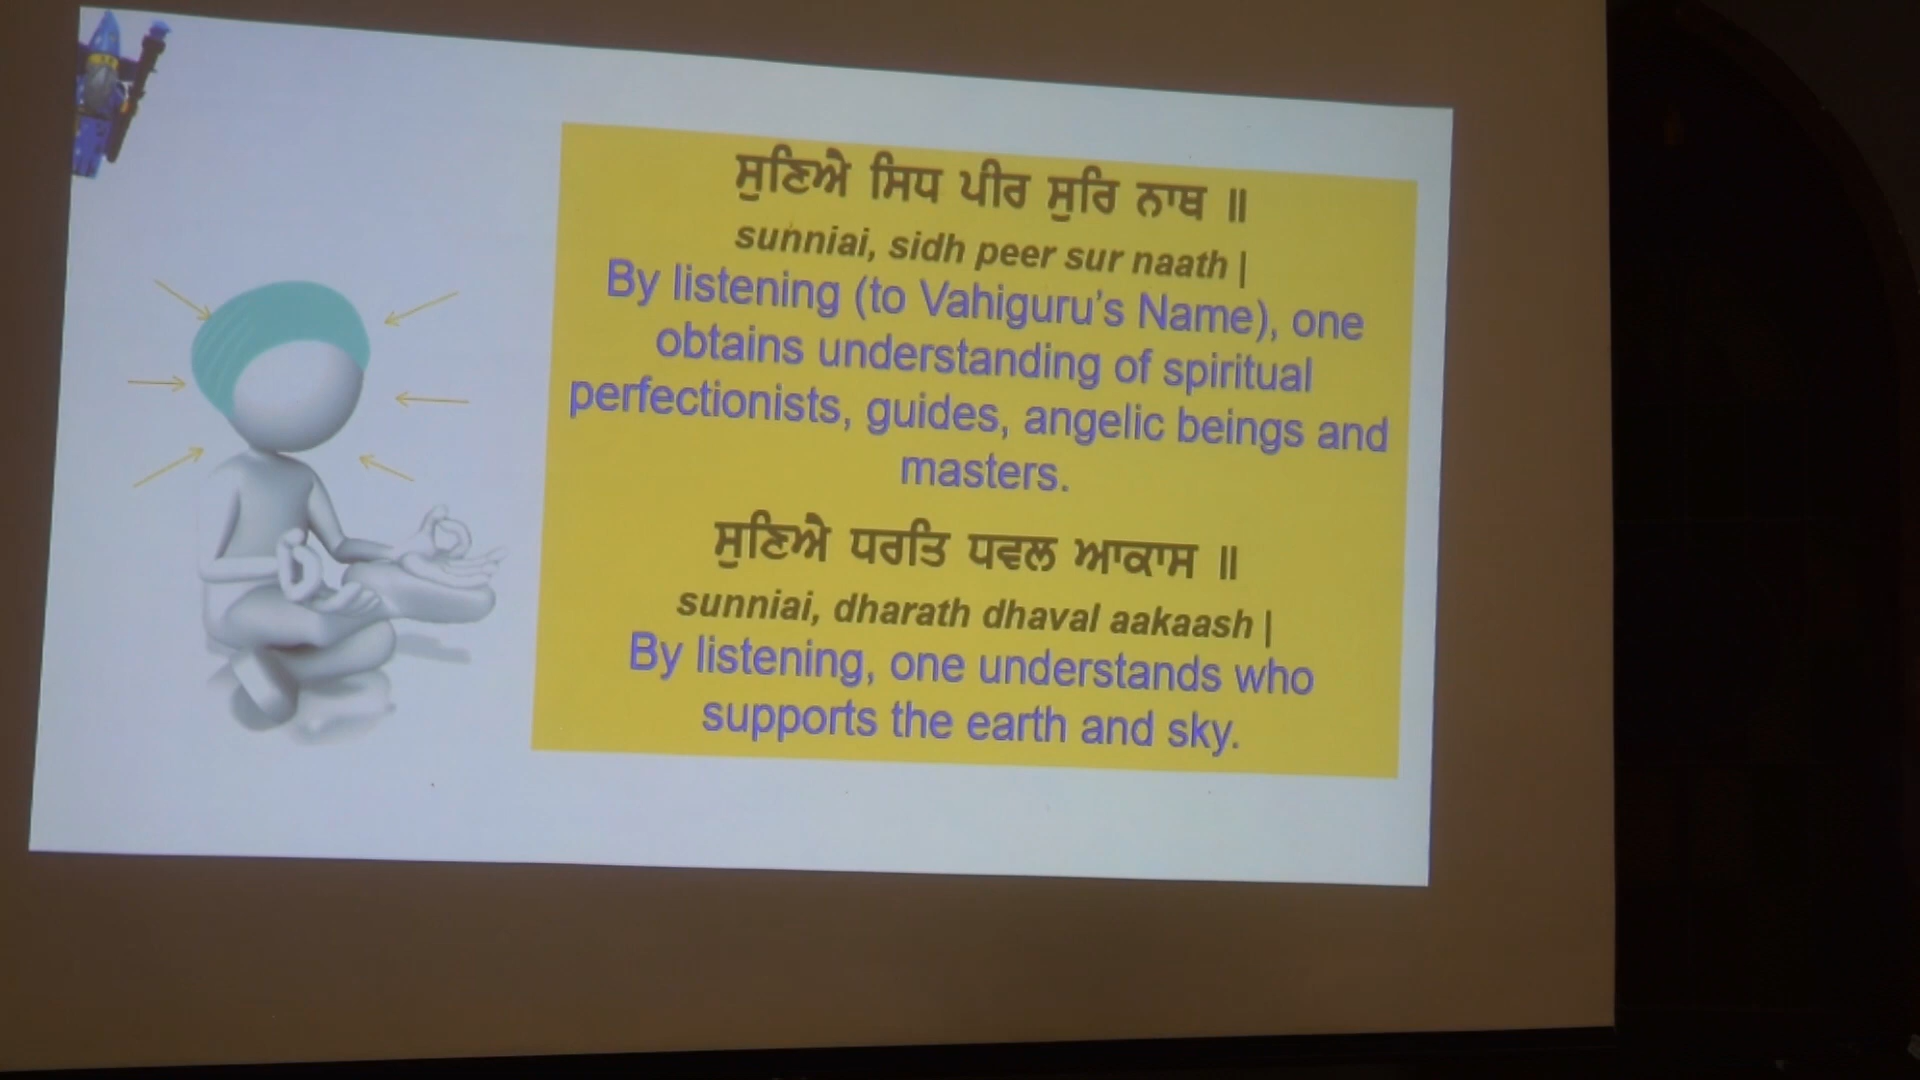 ਸੁਣਿਐ ਸਿਧ ਪੀਰ ਸੁਰਿ ਨਾਥ ॥
sunniai, sidh peer sur naath |
By listening (to Vahiguru's Name), one
obtains understanding of spiritual
perfectionists, guides, angelic beings and
masters.
ਸੁਣਿਐ ਧਰਤਿ ਧਵਲ ਆਕਾਸ ॥
sunniai, dharath dhaval aakaash |
By listening, one understands who
supports the earth and sky.